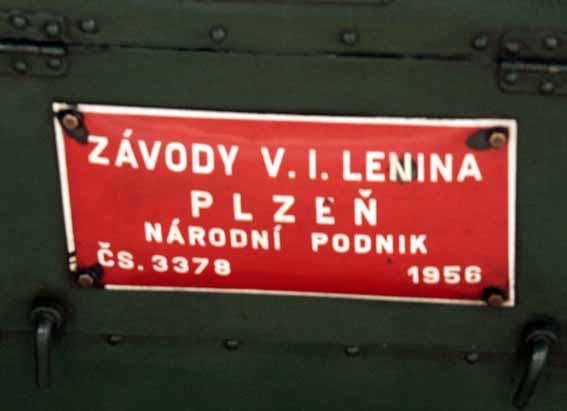 ZÁVODY V. I. LENINA
PLZEŇ
NÁRODNÍ PODNIK
ČS. 3378 1956